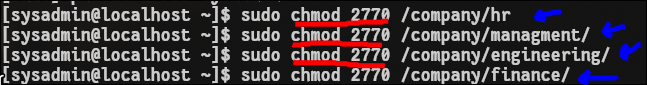 [sysadmin@localhost ~]$ sudo chmod 2770 /company/hr
[sysadmin@localhost ~]$ sudo chmod 2770 /company/managment/
[sysadmin@localhost ~]$ sudo chmod 2770 /company/engineering/
[sysadmin@localhost ~]$ sudo chmod 2770 /company/finance/